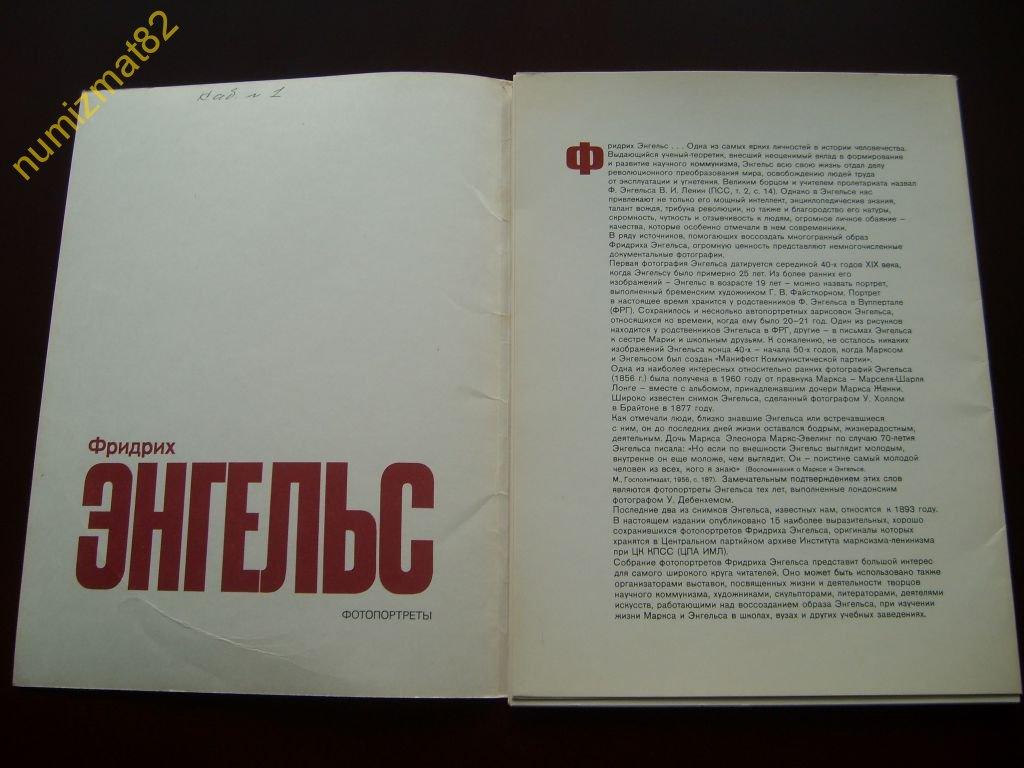 numizmat82
Каб. № 1
Фридрих
ЭНГЕЛЬС
ФОТОПОРТРЕТЫ
Фридрих Энгельс . . . Одна из самых ярких личностей в истории человечества.
Выдающийся ученый-теоретик, внесший неоценимый вклад в формирование
и развитие научного коммунизма, Энгельс всю свою жизнь отдал делу
революционного преобразования мира, освобождению людей труда
от эксплуатации и угнетения. Великим борцом и учителем пролетариата назвал
Ф. Энгельса В. И. Ленин (ПСС, т. 2, с. 14). Однако в Энгельсе нас
привлекают не только его мощный интеллект, энциклопедические знания,
талант вождя, трибуна революции, но также и благородство его натуры,
скромность, чуткость и отзывчивость к людям, огромное личное обаяние –
качества, которые особенно отмечали в нем современники.
В ряду источников, помогающих воссоздать многогранный образ
Фридриха Энгельса, огромную ценность представляют немногочисленные
документальные фотографии.
Первая фотография Энгельса датируется серединой 40-х годов XIX века,
когда Энгельсу было примерно 25 лет. Из более ранних его
изображений – Энгельс в возрасте 19 лет – можно назвать портрет,
выполненный бременским художником Г. В. Файсткорном. Портрет
в настоящее время хранится у родственников Ф. Энгельса в Вуппертале
(ФРГ). Сохранилось и несколько автопортретных зарисовок Энгельса,
относящихся ко времени, когда ему было 20–21 год. Один из рисунков
находится у родственников Энгельса в ФРГ, другие – в письмах Энгельса
к сестре Марии и школьным друзьям. К сожалению, не осталось никаких
изображений Энгельса конца 40-х – начала 50-х годов, когда Марксом
и Энгельсом был создан «Манифест Коммунистической партии».
Одна из наиболее интересных относительно ранних фотографий Энгельса
(1856 г.) была получена в 1960 году от правнука Маркса – Марселя-Шарля
Лонге – вместе с альбомом, принадлежавшим дочери Маркса Женни.
Широко известен снимок Энгельса, сделанный фотографом У. Холлом
в Брайтоне в 1877 году.
Как отмечали люди, близко знавшие Энгельса или встречавшиеся
с ним, он до последних дней жизни оставался бодрым, жизнерадостным,
деятельным. Дочь Маркса Элеонора Маркс-Эвелинг по случаю 70-летия
Энгельса писала: «Но если по внешности Энгельс выглядит молодым,
внутренне он еще моложе, чем выглядит. Он – поистине самый молодой
человек из всех, кого я знаю» (Воспоминания о Марксе и Энгельсе.
М., Госполитиздат, 1956, с. 187). Замечательным подтверждением этих слов
являются фотопортреты Энгельса тех лет, выполненные лондонским
фотографом У. Дебенхемом.
Последние два из снимков Энгельса, известных нам, относятся к 1893 году.
В настоящем издании опубликовано 15 наиболее выразительных, хорошо
сохранившихся фотопортретов Фридриха Энгельса, оригиналы которых
хранятся в Центральном партийном архиве Института марксизма-ленинизма
при ЦК КПСС (ЦПА ИМЛ).
Собрание фотопортретов Фридриха Энгельса представит большой интерес
для самого широкого круга читателей. Оно может быть использовано также
организаторами выставок, посвященных жизни и деятельности творцов
научного коммунизма, художниками, скульпторами, литераторами, деятелями
искусств, работающими над воссозданием образа Энгельса, при изучении
жизни Маркса и Энгельса в школах, вузах и других учебных заведениях.